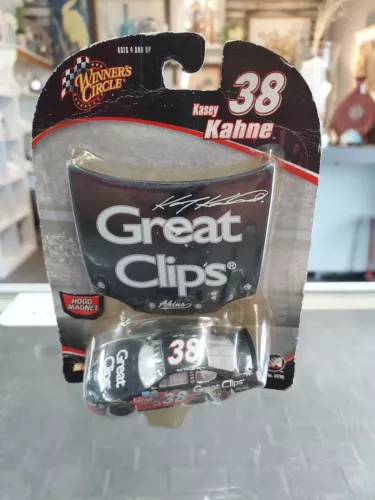 AGES 4 AND UP
WINNER'S
CIRCLE
Kasey 38
Kahne
Great
Clips®
Akins
HOOD
MAGNET
Great
Clips
38
Great Clips
38